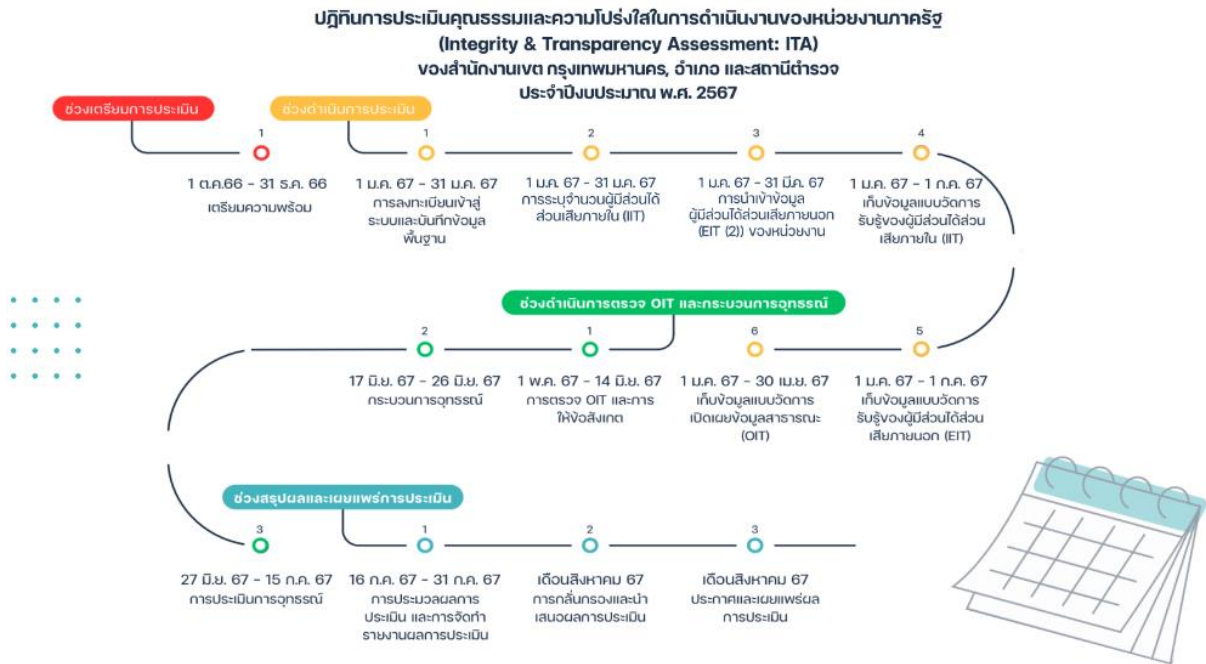 ปฏิทินการประเมินคุณธรรมและความโปร่งใสในการดำเนินงานของหน่วยงานภาครัฐ
(Integrity & Transparency Assessment: ITA)
ของสำนักงานเขต กรุงเทพมหานคร, อำเภอ และสถานีตำรวจ
ประจำปีงบประมาณ พ.ศ. 2567
ช่วงเตรียมการประเมิน
1
1 ต.ค.66 - 31 ธ.ค. 66
เตรียมความพร้อม
ช่วงดำเนินการประเมิน
1
1 ม.ค. 67 - 31 ม.ค. 67
การลงทะเบียนเข้าสู่
ระบบและบันทึกข้อมูล
พื้นฐาน
2
1 ม.ค. 67 - 31 ม.ค. 67
การระบุจำนวนผู้มีส่วนได้
ส่วนเสียภายใน (IIT)
3
1 ม.ค. 67 - 31 มี.ค. 67
การนำเข้าข้อมูล
ผู้มีส่วนได้ส่วนเสียภายนอก
(EIT (2)) ของหน่วยงาน
4
1 ม.ค. 67 - 1 ก.ค. 67
เก็บข้อมูลแบบวัดการ
รับรู้ของผู้มีส่วนได้ส่วน
เสียภายใน (IIT)
5
1 ม.ค. 67 - 1 ก.ค. 67
เก็บข้อมูลแบบวัดการ
รับรู้ของผู้มีส่วนได้ส่วน
เสียภายนอก (EIT)
6
1 ม.ค. 67 - 30 เม.ย. 67
เก็บข้อมูลแบบวัดการ
เปิดเผยข้อมูลสาธารณะ
(OIT)
ช่วงดำเนินการตรวจ OIT และกระบวนการอุทธรณ์
1
1 พ.ค. 67 - 14 มิ.ย. 67
การตรวจ OIT และการ
ให้ข้อสังเกต
2
17 มิ.ย. 67 - 26 มิ.ย. 67
กระบวนการอุทธรณ์
3
27 มิ.ย. 67 - 15 ก.ค. 67
การประเมินการอุทธรณ์
ช่วงสรุปผลและเผยแพร่การประเมิน
1
16 ก.ค. 67 - 31 ก.ค. 67
การประมวลผลการ
ประเมิน และการจัดทำ
รายงานผลการประเมิน
2
เดือนสิงหาคม 67
การกลั่นกรองและนำ
เสนอผลการประเมิน
3
เดือนสิงหาคม 67
ประกาศและเผยแพร่ผล
การประเมิน